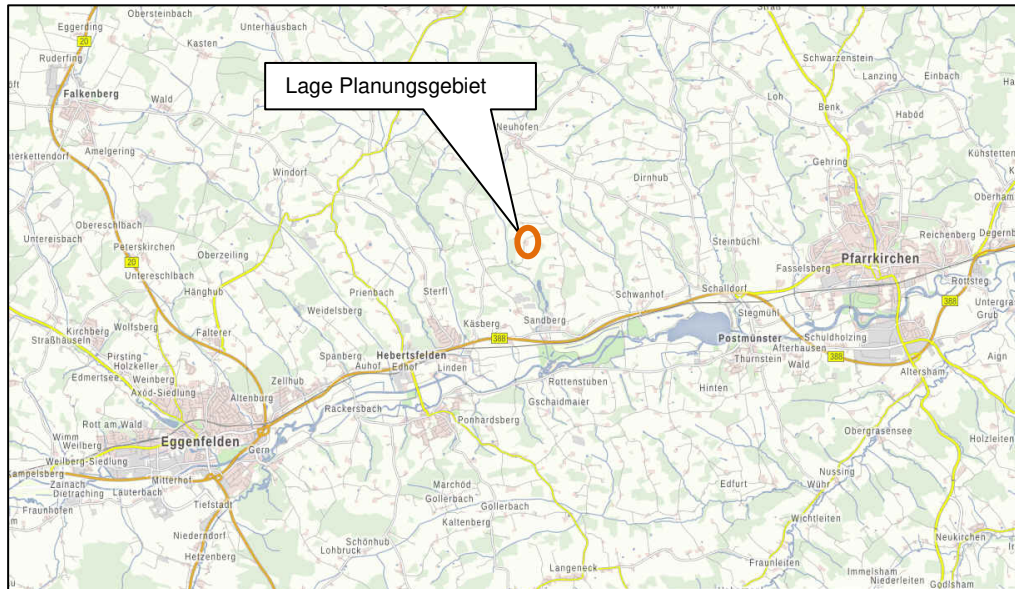 Eggerding
Obersteinbach
Unterhausbach
20
Kasten
Ruderfing
Schwarzenstein
Lanzing
Einbach
Lage Planungsgebiet
Falkenberg
Wald
Loh
Benk
Haböd
Neuhofen
Amelgering
Gehring
Kühstetten
Windorf
Dirnhub
Oberham
Obereschlbach
Reichenberg
Degernb
Untereisbach
Peterskirchen
Oberzeiling
Steinbüchl
Pfarrkirchen
20
Untereschlbach
Fasselsberg
Rottsteg
Hänghub
Prienbach
Sterfl
Schwanhof
Schalldorf
388
Weidelsberg
Stegmühl
Untergras
Grub
Kirchberg
Wolfsberg
Falterer
Käsberg
Sandberg
Straßhäuseln
388
Postmünster
Schuldholzing
Pirsting
Spanberg
Hebertsfelden
Afterhausen
Holzkeller
Auhof
Edhof
Linden
388
Aign
Edmertsee
Weinberg
Zellhub
Rottenstuben
Thurnstein
Wald
Axöd-Siedlung
Altenburg
Hinten
Altersham
Rackersbach
Gschaidmaier
Rott am Wald
Ponhardsberg
Eggenfelden
Obergrasensee
Wimm
Weilberg
Gern
Holzleiten
Weilberg-Siedlung
Kampelsberg
Mitterhof
Nussing
Zainach
Marchöd
Edfurt
Dietraching
Lauterbach
Gollerbach
Wühr
Fraunhofen
Tiefstadt
Gollerbach
Kaltenberg
Wichtleiten
Niederndorf
Schönhub
Neukirchen
Hetzenberg
Lohbruck
Fraunleiten
Langeneck
Immelsham
Niederleiten
Godlsham